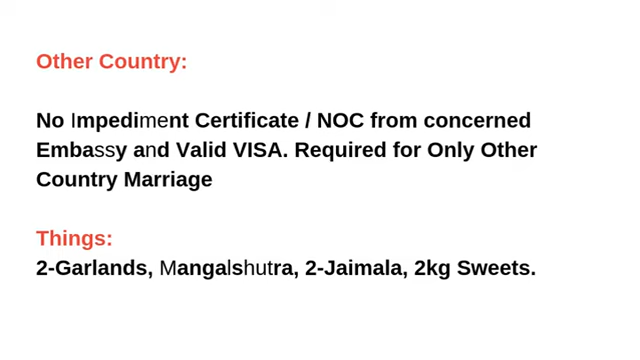 Other Country:
No Impediment Certificate / NOC from concerned
Embassy and Valid VISA. Required for Only Other
Country Marriage
Things:
2-Garlands, Mangalshutra, 2-Jaimala, 2kg Sweets.